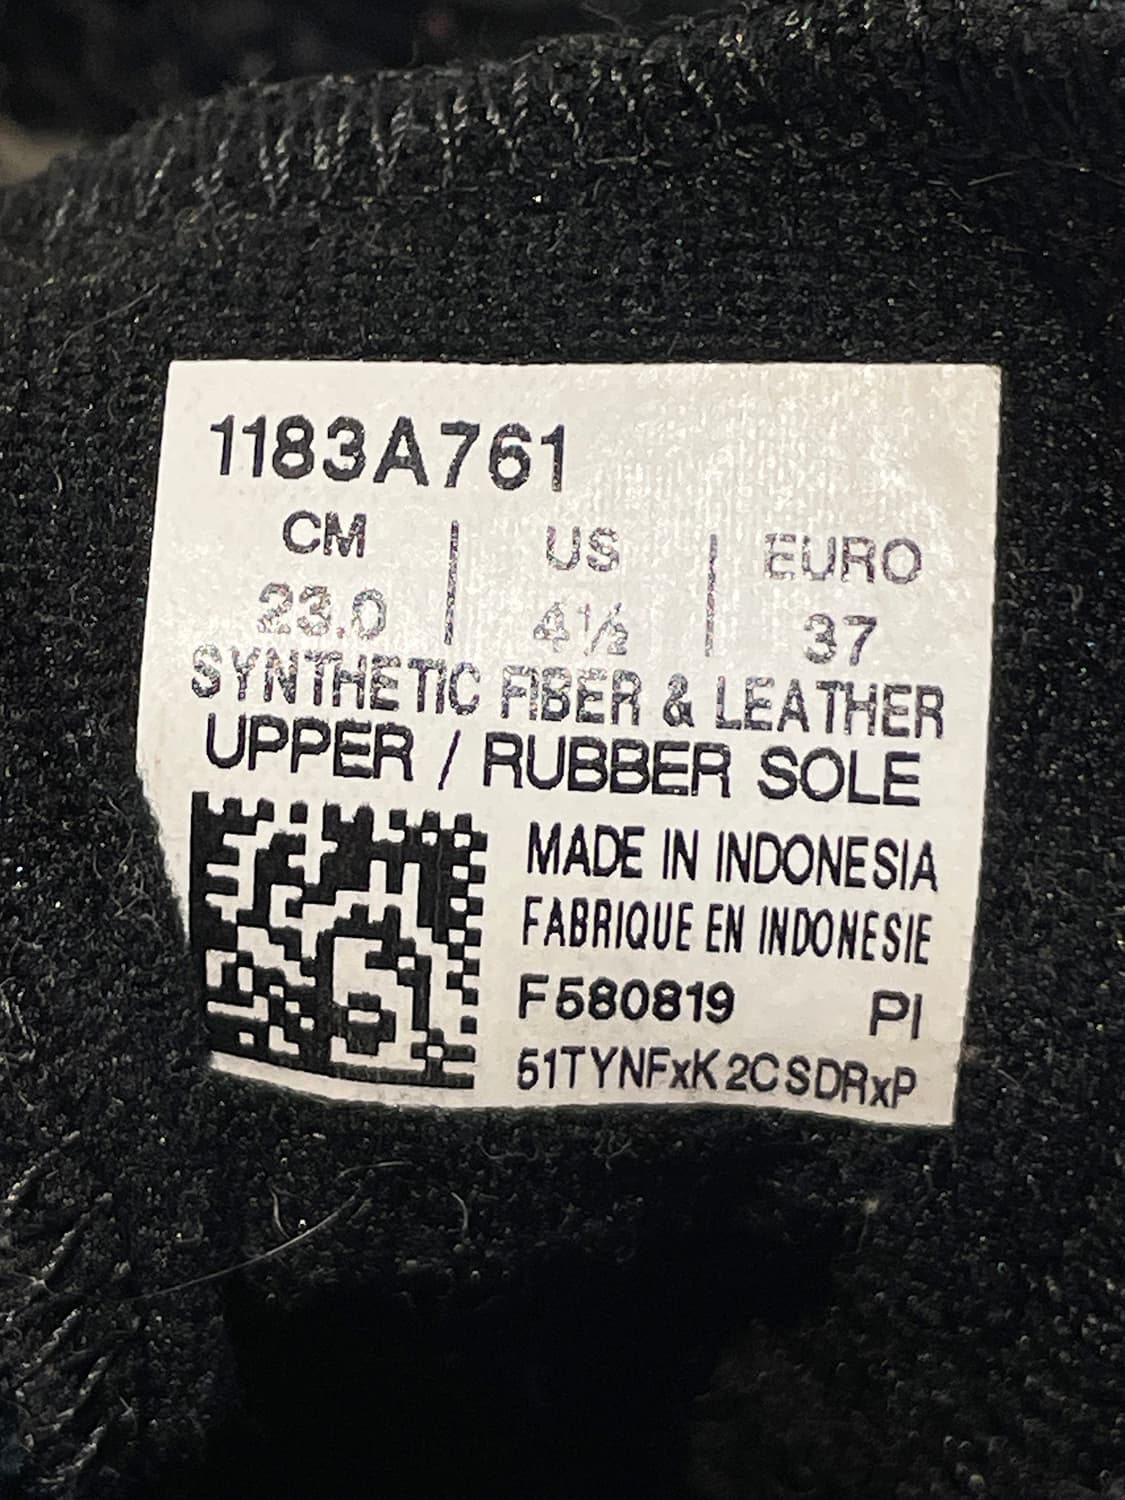 1183A761
CM | US | EURO
23.0 | 4½ | 37
SYNTHETIC FIBER & LEATHER
UPPER / RUBBER SOLE
MADE IN INDONESIA
FABRIQUE EN INDONESIE
F580819 PI
51TYNFxK2CSDRxP